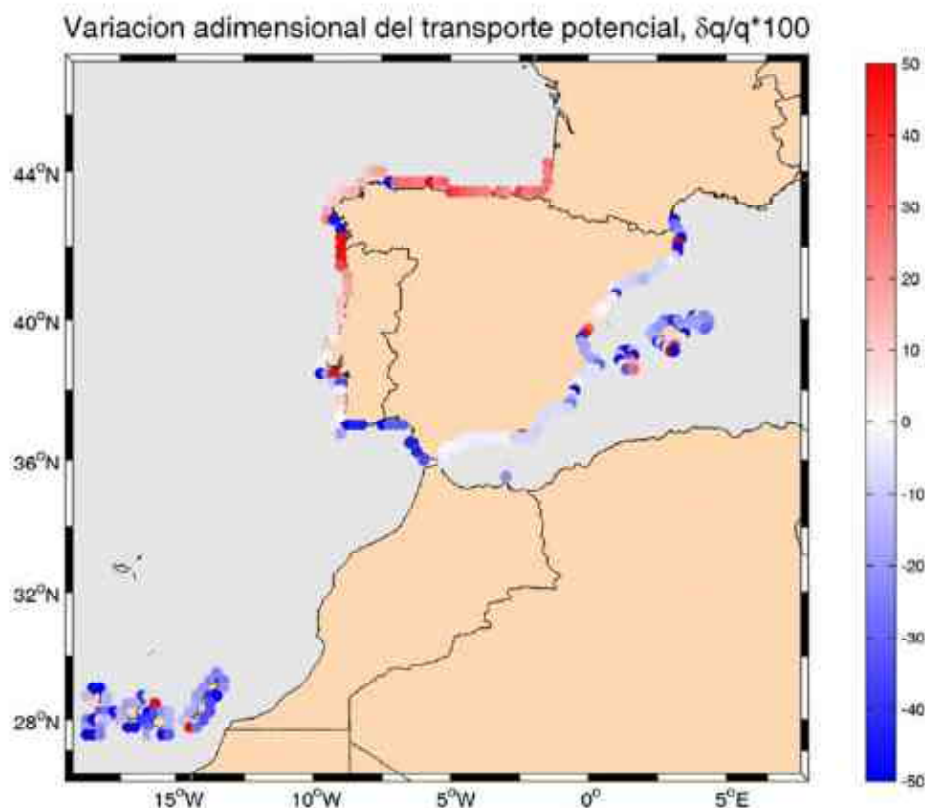 Variacion adimensional del transporte potencial, δq/q*100
50
40
30
20
10
0
-10
-20
-30
-40
-50
44°N
40°N
36°N
32°N
28°N
15°W 10°W 5°W 0° 5°E